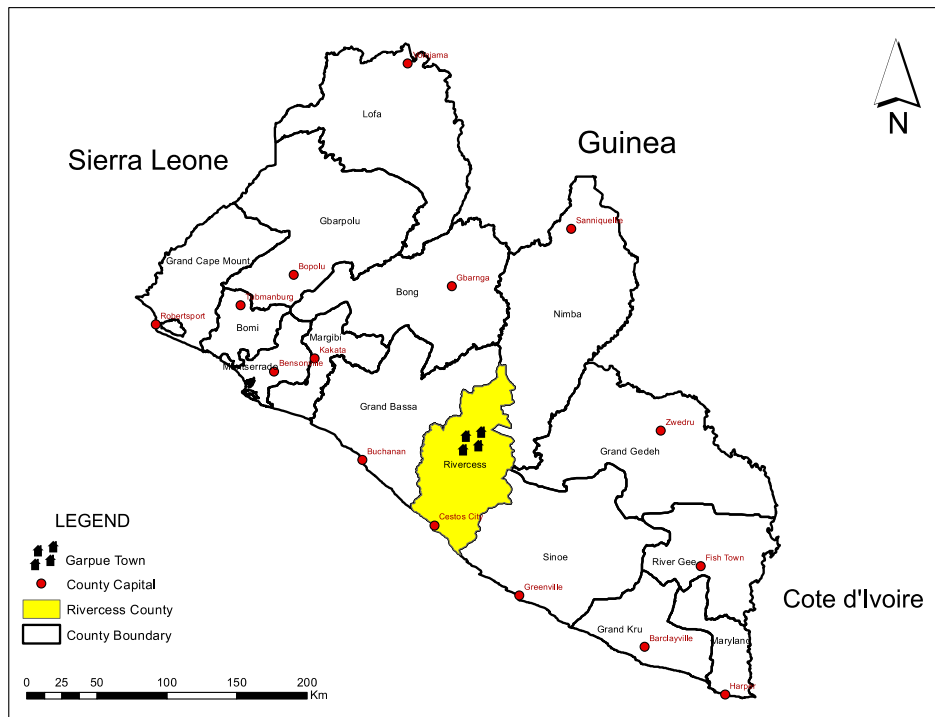 Voinjama
Lofa
Guinea
N
Sierra Leone
Gbarpolu
Sanniquellie
Grand Cape Mount
Bopolu
Gbarnga
Bong
Tubmanburg
Nimba
Robertsport
Bomi
Margibi
Kakata
Montserrado
Bensonville
Grand Bassa
Zwedru
Grand Gedeh
Buchanan
Rivercess
Cestos City
Sinoe
River Gee
Fish Town
Greenville
Cote d'Ivoire
Grand Kru
Barclayville
Maryland
Harper
LEGEND
Garpue Town
County Capital
Rivercess County
County Boundary
0 25 50 100 150 200
Km